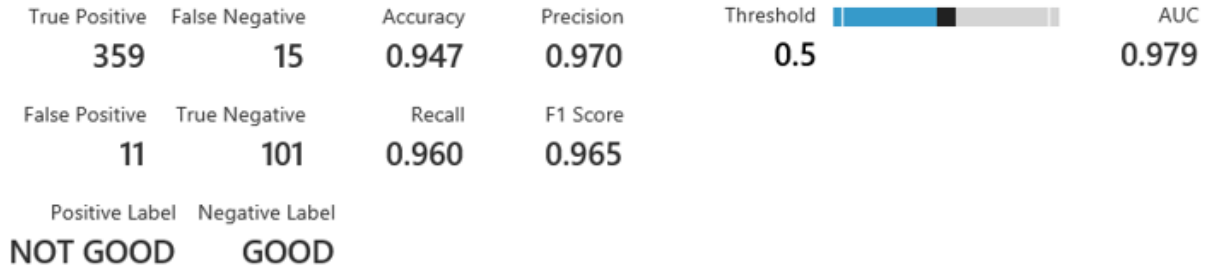 True Positive False Negative Accuracy Precision Threshold AUC
359 15 0.947 0.970 0.5 0.979
False Positive True Negative Recall F1 Score
11 101 0.960 0.965
Positive Label Negative Label
NOT GOOD GOOD